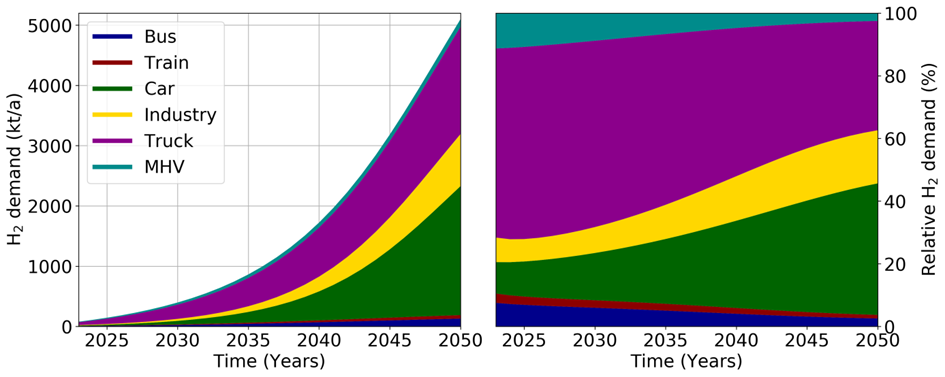 H₂ demand (kt/a)
5000
4000
3000
2000
1000
0
Bus
Train
Car
Industry
Truck
MHV
2025 2030 2035 2040 2045 2050
Time (Years)
100
80
60
40
20
0
Relative H₂ demand (%)
2025 2030 2035 2040 2045 2050
Time (Years)